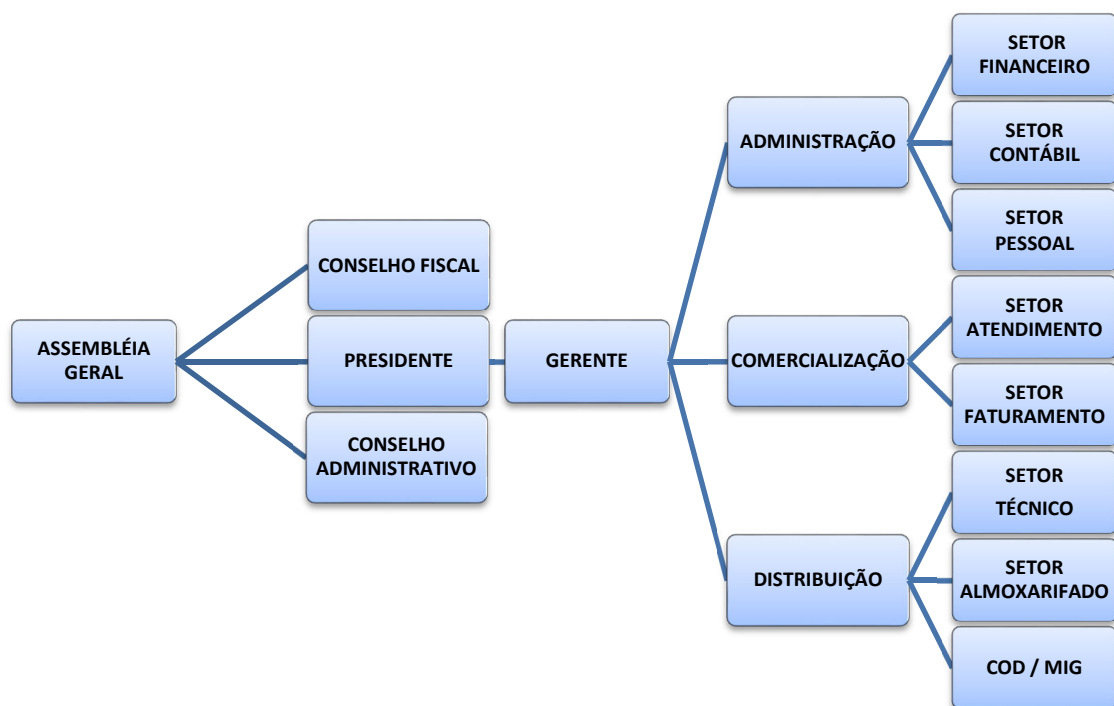 ASSEMBLÉIA
GERAL
CONSELHO FISCAL
PRESIDENTE
CONSELHO
ADMINISTRATIVO
GERENTE
ADMINISTRAÇÃO
SETOR
FINANCEIRO
SETOR
CONTÁBIL
SETOR
PESSOAL
COMERCIALIZAÇÃO
SETOR
ATENDIMENTO
SETOR
FATURAMENTO
DISTRIBUIÇÃO
SETOR
TÉCNICO
SETOR
ALMOXARIFADO
COD / MIG